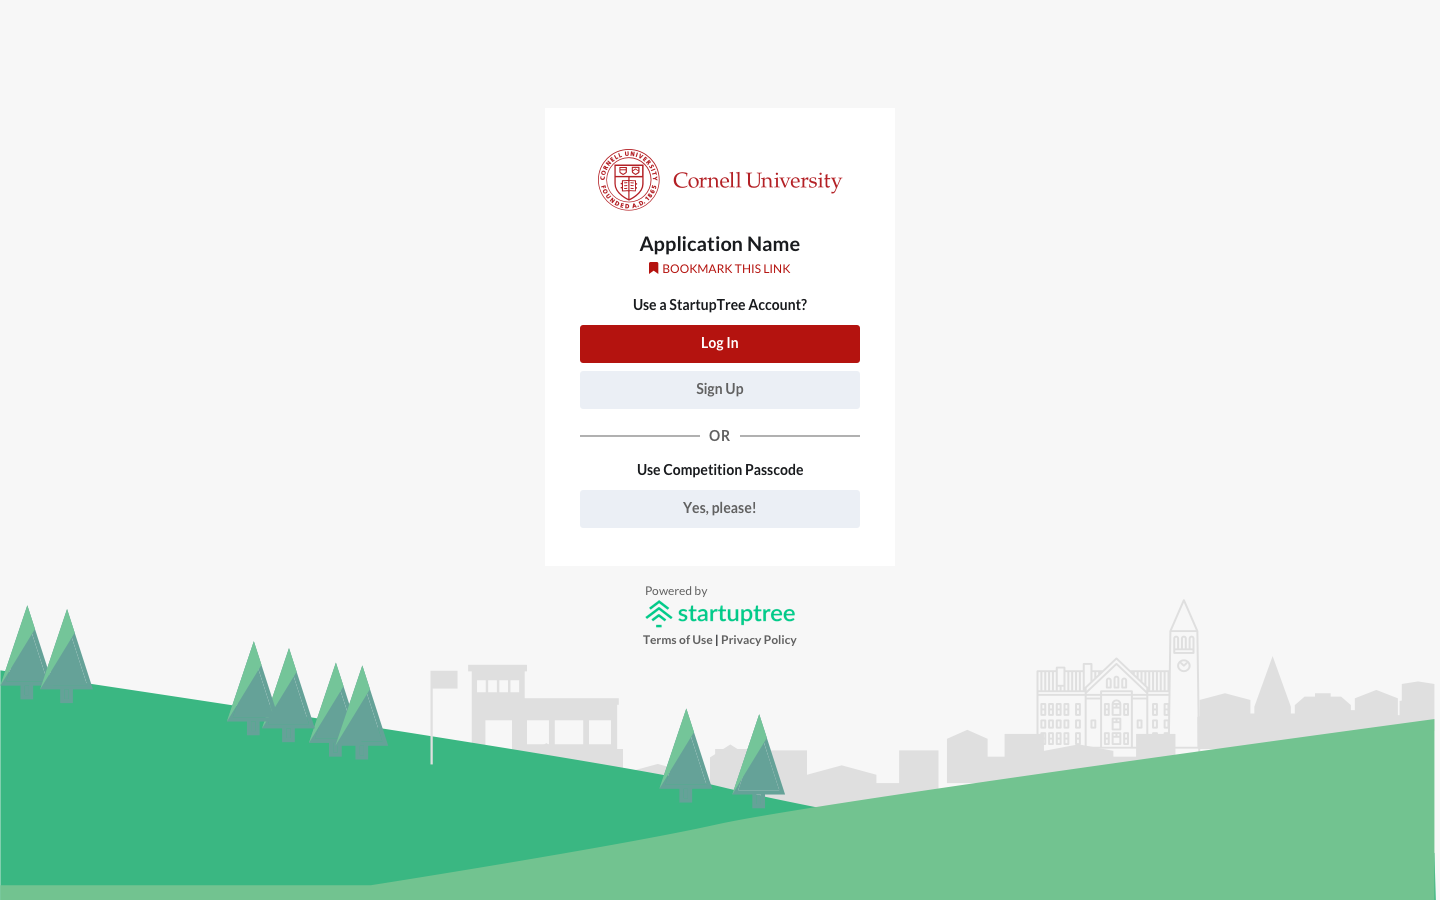 CORNELL UNIVERSITY
FOUNDED A.D. 1865
Cornell University
Application Name
BOOKMARK THIS LINK
Use a StartupTree Account?
Log In
Sign Up
OR
Use Competition Passcode
Yes, please!
Powered by
startuptree
Terms of Use | Privacy Policy